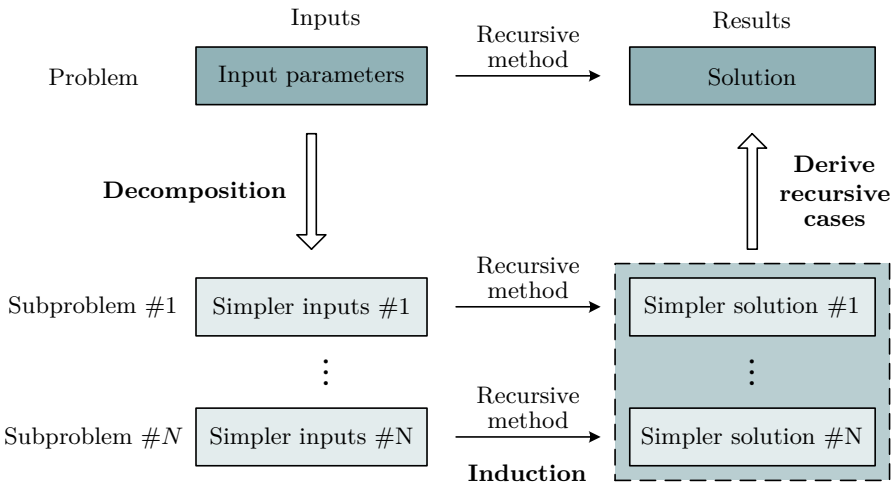 Inputs
Results
Problem
Input parameters
Recursive
method
Solution
Decomposition
Derive
recursive
cases
Subproblem #1
Simpler inputs #1
Recursive
method
Simpler solution #1
⋮
⋮
Subproblem #N
Simpler inputs #N
Recursive
method
Simpler solution #N
Induction